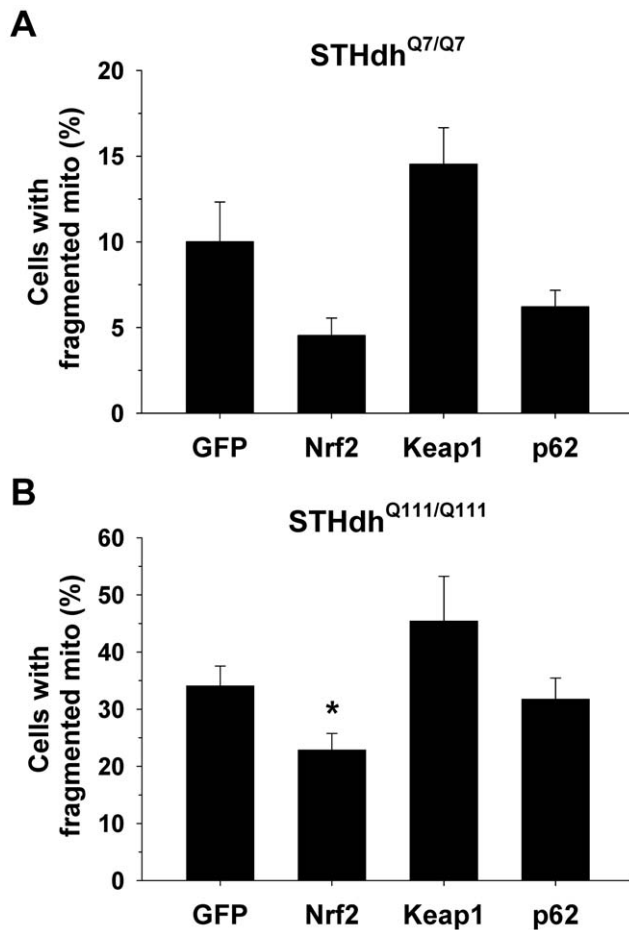 A
STHdh^Q7/Q7
Cells with
fragmented mito (%)
20
15
10
5
0
GFP Nrf2 Keap1 p62
B
STHdh^Q111/Q111
Cells with
fragmented mito (%)
60
50
40
30
20
10
0
*
GFP Nrf2 Keap1 p62